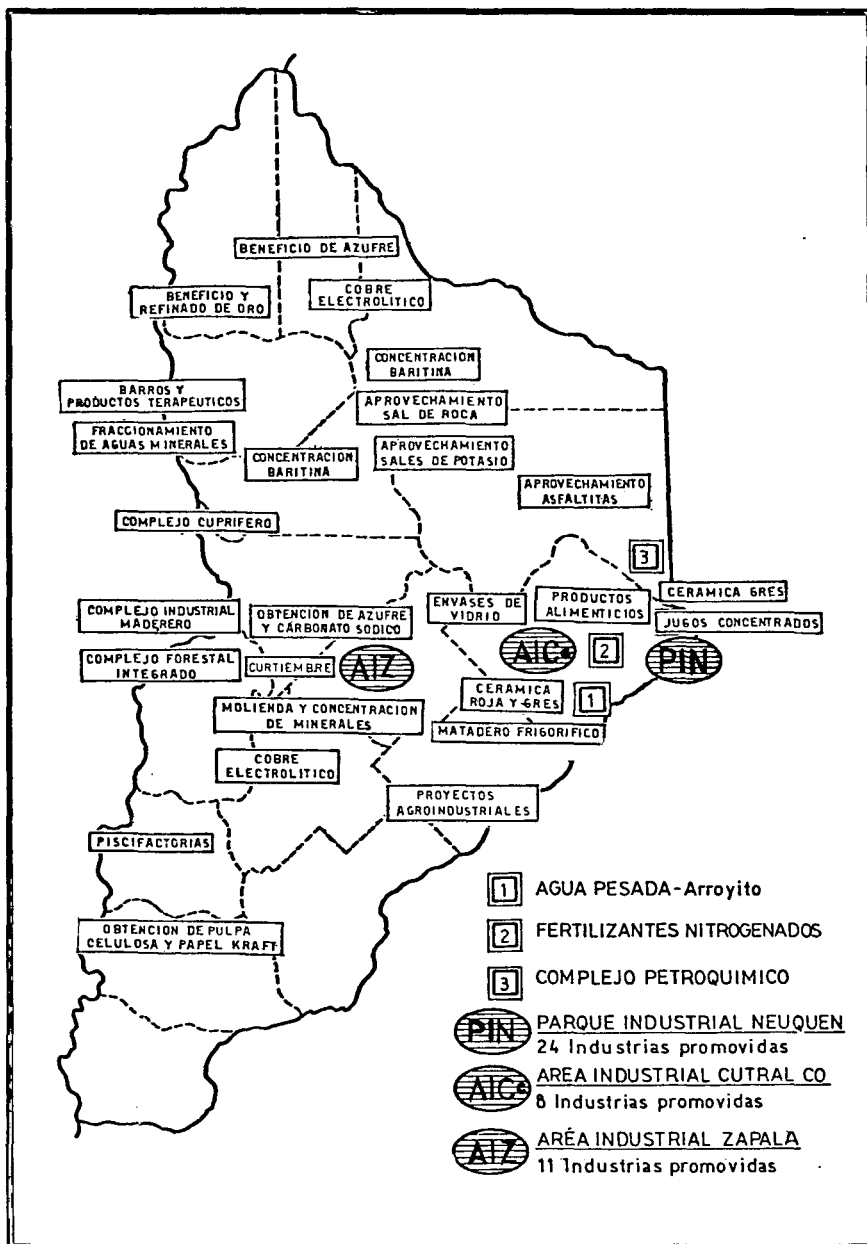 BENEFICIO DE AZUFRE
COBRE
ELECTROLITICO
BENEFICIO Y
REFINADO DE ORO
CONCENTRACION
BARITINA
BARROS Y
PRODUCTOS TERAPEUTICOS
APROVECHAMIENTO
SAL DE ROCA
FRACCIONAMIENTO
DE AGUAS MINERALES
CONCENTRACION
BARITINA
APROVECHAMIENTO
SALES DE POTASIO
APROVECHAMIENTO
ASFALTITAS
COMPLEJO CUPRIFERO
3
CERAMICA GRES
COMPLEJO INDUSTRIAL
MADERERO
OBTENCION DE AZUFRE
Y CARBONATO SODICO
ENVASES DE
VIDRIO
PRODUCTOS
ALIMENTICIOS
JUGOS CONCENTRADOS
COMPLEJO FORESTAL
INTEGRADO
CURTIEMBRE
AIZ
AICc
2
PIN
MOLIENDA Y CONCENTRACION
DE MINERALES
CERAMICA
ROJA Y GRES
1
MATADERO FRIGORIFICO
COBRE
ELECTROLITICO
PROYECTOS
AGROINDUSTRIALES
PISCIFACTORIAS
OBTENCION DE PULPA
CELULOSA Y PAPEL KRAFT
1 AGUA PESADA-Arroyito
2 FERTILIZANTES NITROGENADOS
3 COMPLEJO PETROQUIMICO
PIN PARQUE INDUSTRIAL NEUQUEN
24 Industrias promovidas
AICc AREA INDUSTRIAL CUTRAL CO
8 Industrias promovidas
AIZ ARÉA INDUSTRIAL ZAPALA
11 Industrias promovidas